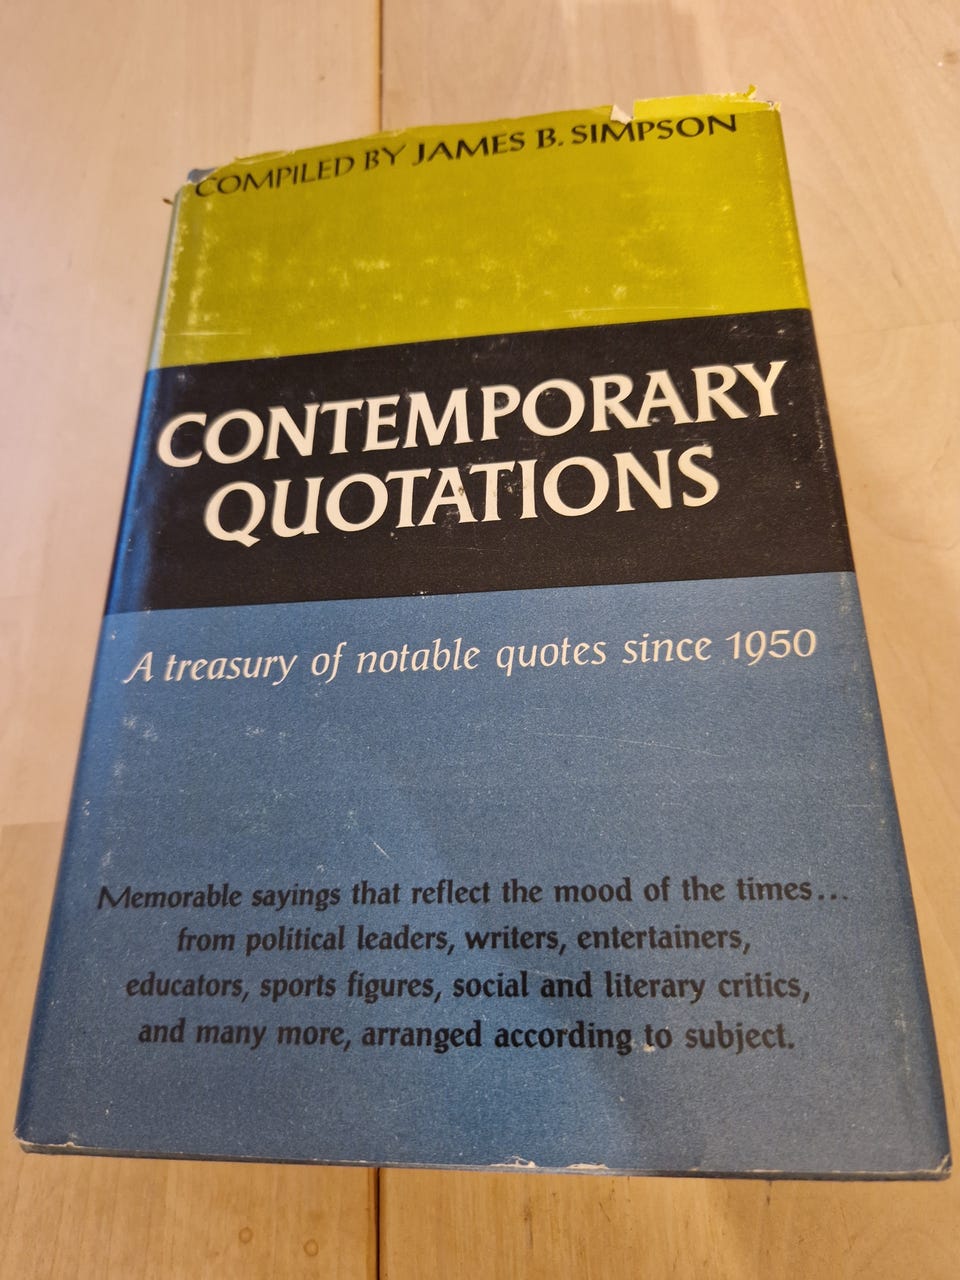 COMPILED BY JAMES B. SIMPSON
CONTEMPORARY
QUOTATIONS
A treasury of notable quotes since 1950
Memorable sayings that reflect the mood of the times...
from political leaders, writers, entertainers,
educators, sports figures, social and literary critics,
and many more, arranged according to subject.